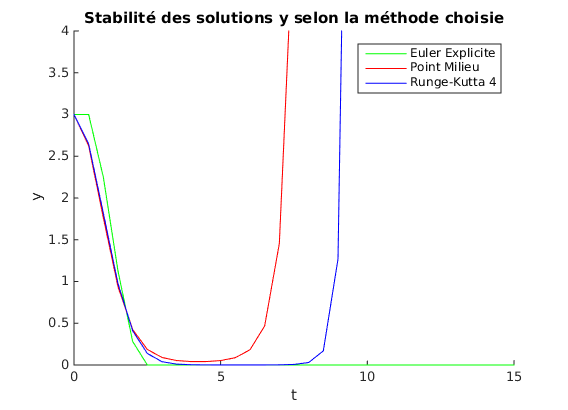 Stabilité des solutions y selon la méthode choisie
4
3.5
3
2.5
2
1.5
1
0.5
0
y
Euler Explicite
Point Milieu
Runge-Kutta 4
0
5
10
15
t